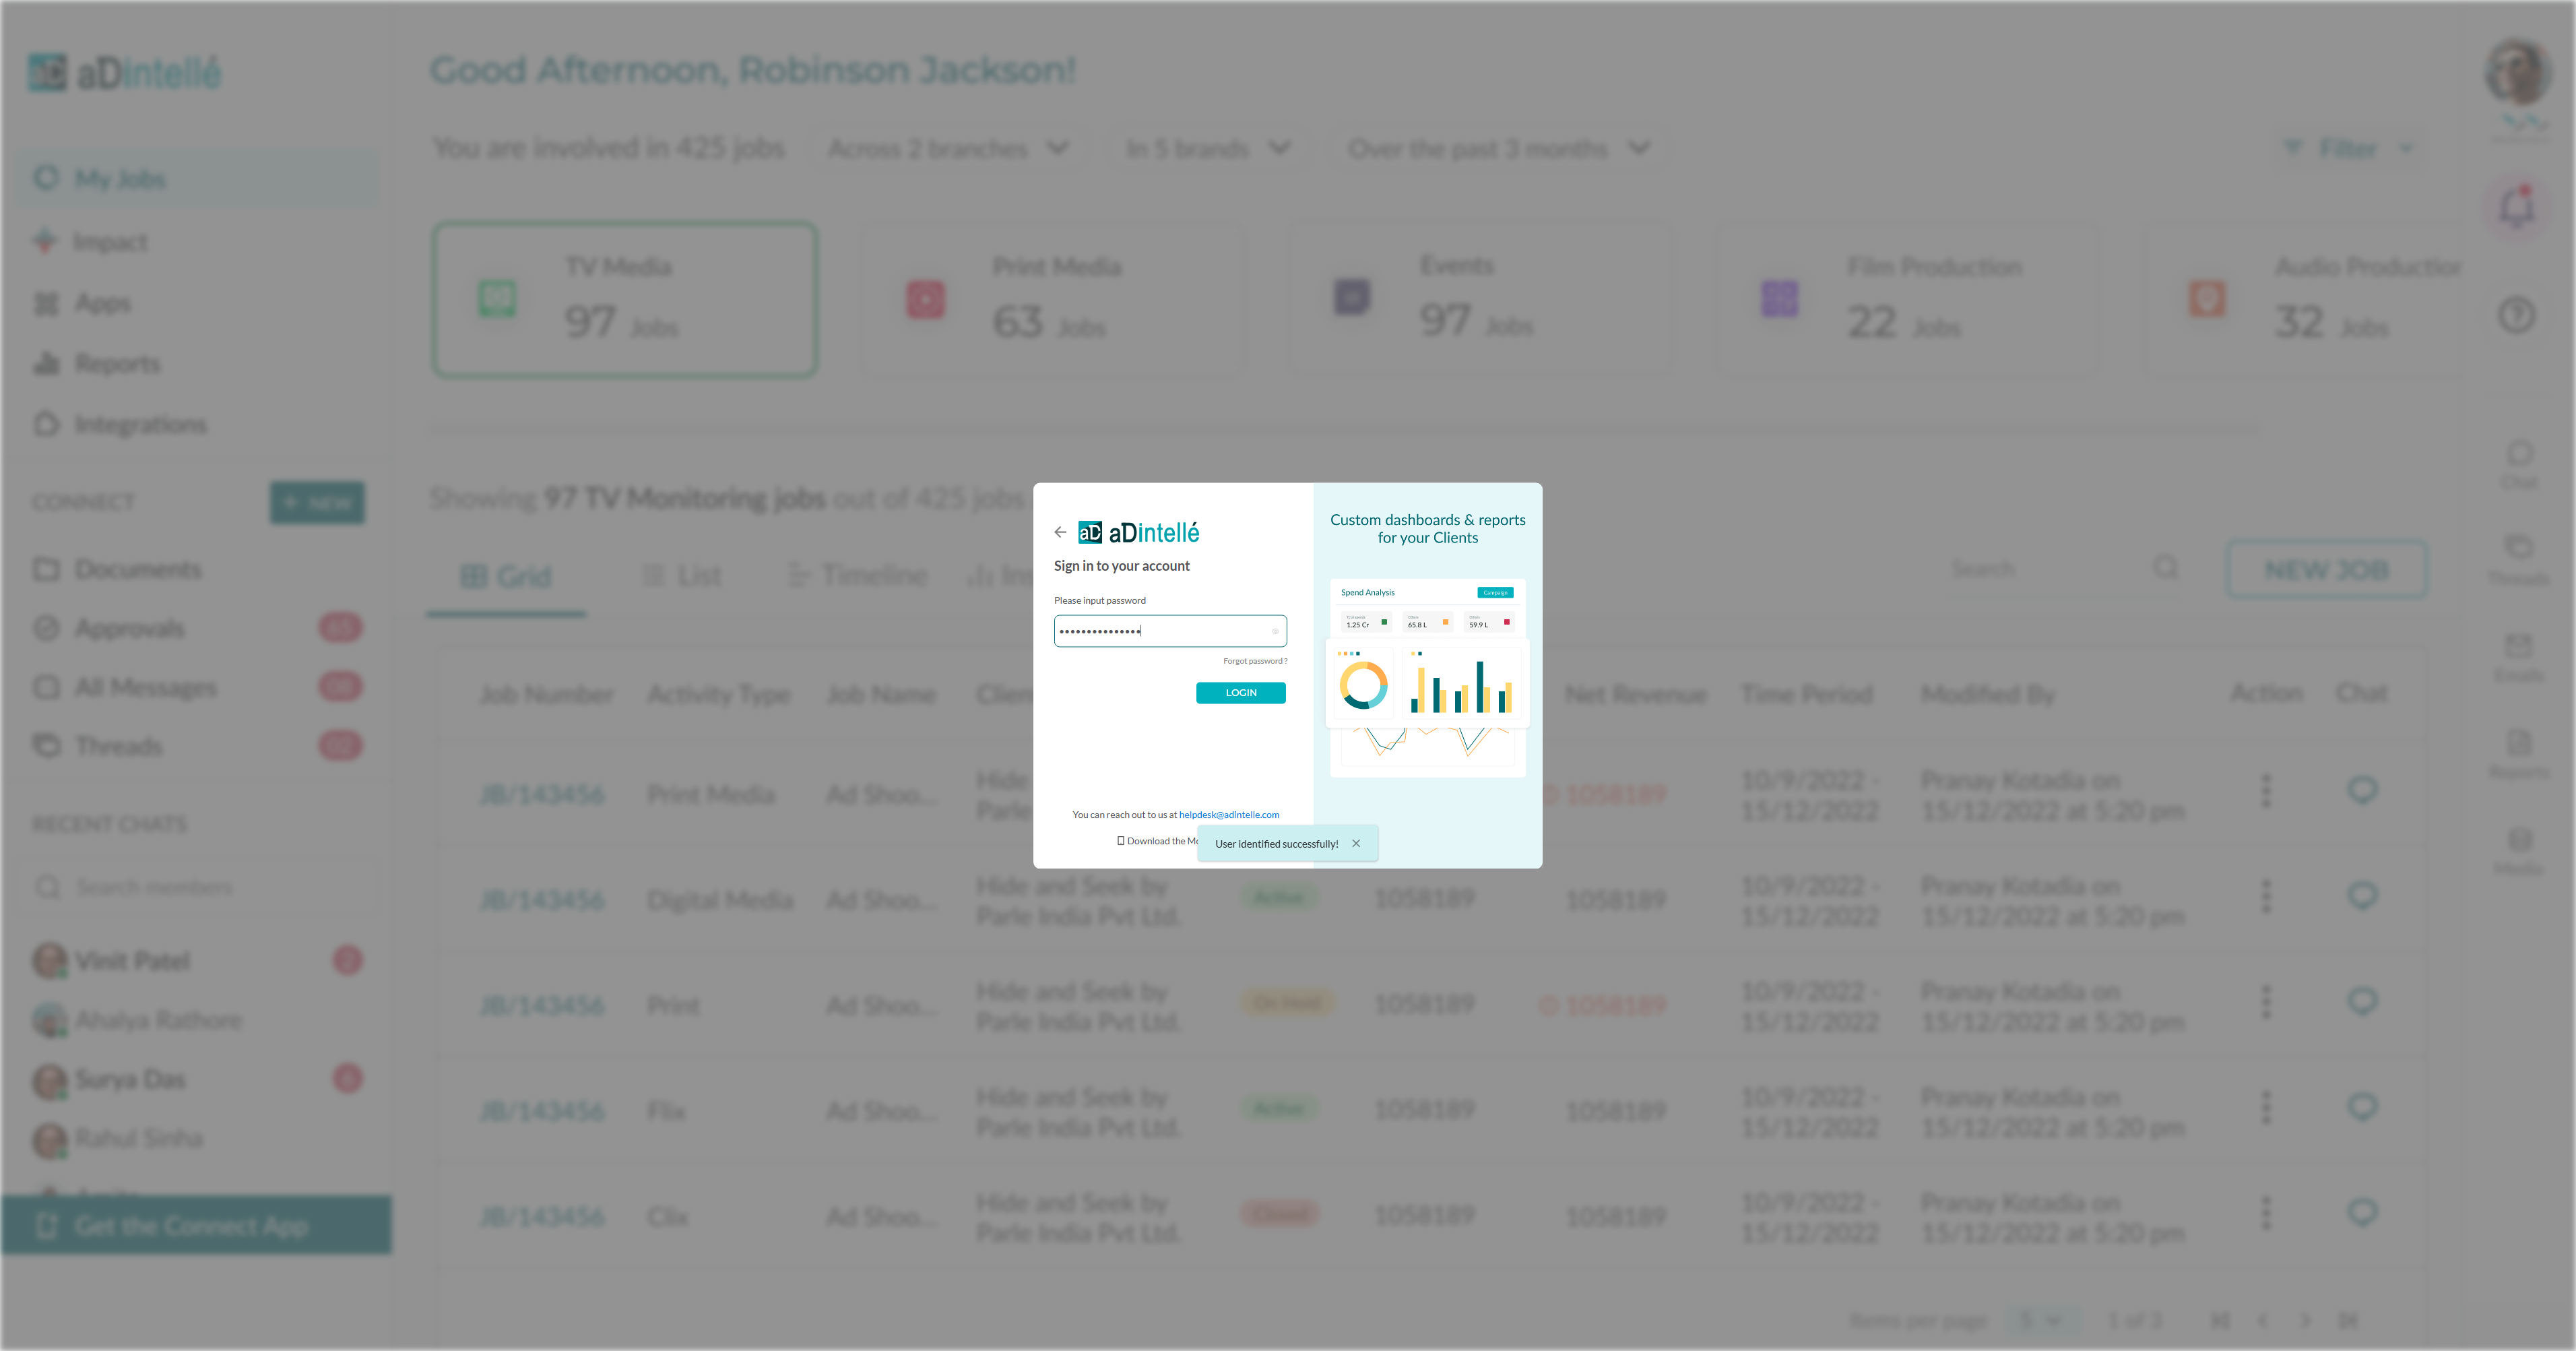 aD aDintellé
Good Afternoon, Robinson Jackson!
You are involved in 425 jobs
Across 2 branches
In 5 brands
Over the past 3 months
Filter
My Jobs
Impact
Apps
Reports
Integrations
TV Media
97 Jobs
Print Media
63 Jobs
Events
97 Jobs
Film Production
22 Jobs
Audio Production
32 Jobs
CONNECT
+ NEW
Documents
Approvals
All Messages
Threads
RECENT CHATS
Search members
Vinit Patel
2
Ahalya Rathore
Surya Das
Rahul Sinha
Get the Connect App
Showing 97 TV Monitoring jobs out of 425 jobs
Grid
List
Timeline
Search
NEW JOB
Job Number
Activity Type
Job Name
Net Revenue
Time Period
Modified By
Action
Chat
JB/143456
Print Media
Ad Shoo...
1058189
10/9/2022 -
15/12/2022
Pranay Kotadia on
15/12/2022 at 5:20 pm
JB/143456
Digital Media
Ad Shoo...
Hide and Seek by
Parle India Pvt Ltd.
Active
1058189
1058189
10/9/2022 -
15/12/2022
Pranay Kotadia on
15/12/2022 at 5:20 pm
JB/143456
Print
Ad Shoo...
Hide and Seek by
Parle India Pvt Ltd.
On Hold
1058189
1058189
10/9/2022 -
15/12/2022
Pranay Kotadia on
15/12/2022 at 5:20 pm
JB/143456
Flix
Ad Shoo...
Hide and Seek by
Parle India Pvt Ltd.
Active
1058189
1058189
10/9/2022 -
15/12/2022
Pranay Kotadia on
15/12/2022 at 5:20 pm
JB/143456
Clix
Ad Shoo...
Hide and Seek by
Parle India Pvt Ltd.
Closed
1058189
1058189
10/9/2022 -
15/12/2022
Pranay Kotadia on
15/12/2022 at 5:20 pm
Items per page
5
1 of 3
Chat
Threads
Emails
Reports
Media
aD aDintellé
Sign in to your account
Please input password
Forgot password ?
LOGIN
You can reach out to us at helpdesk@adintelle.com
Download the
User identified successfully!
Custom dashboards & reports
for your Clients
Spend Analysis
Campaign
1.25 Cr
65.8 L
59.9 L